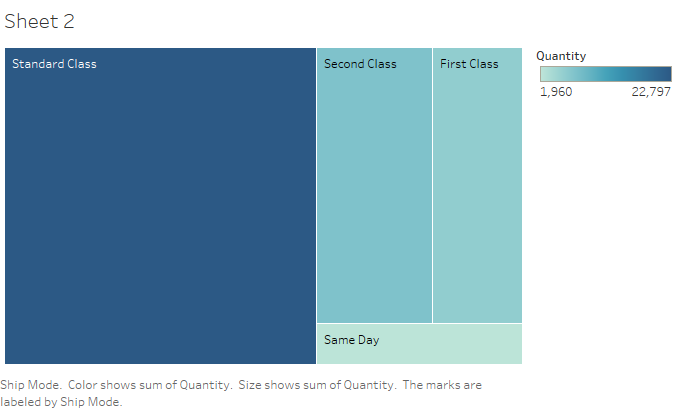 Sheet 2
Standard Class
Second Class
First Class
Same Day
Quantity
1,960
22,797
Ship Mode.  Color shows sum of Quantity.  Size shows sum of Quantity.  The marks are
labeled by Ship Mode.